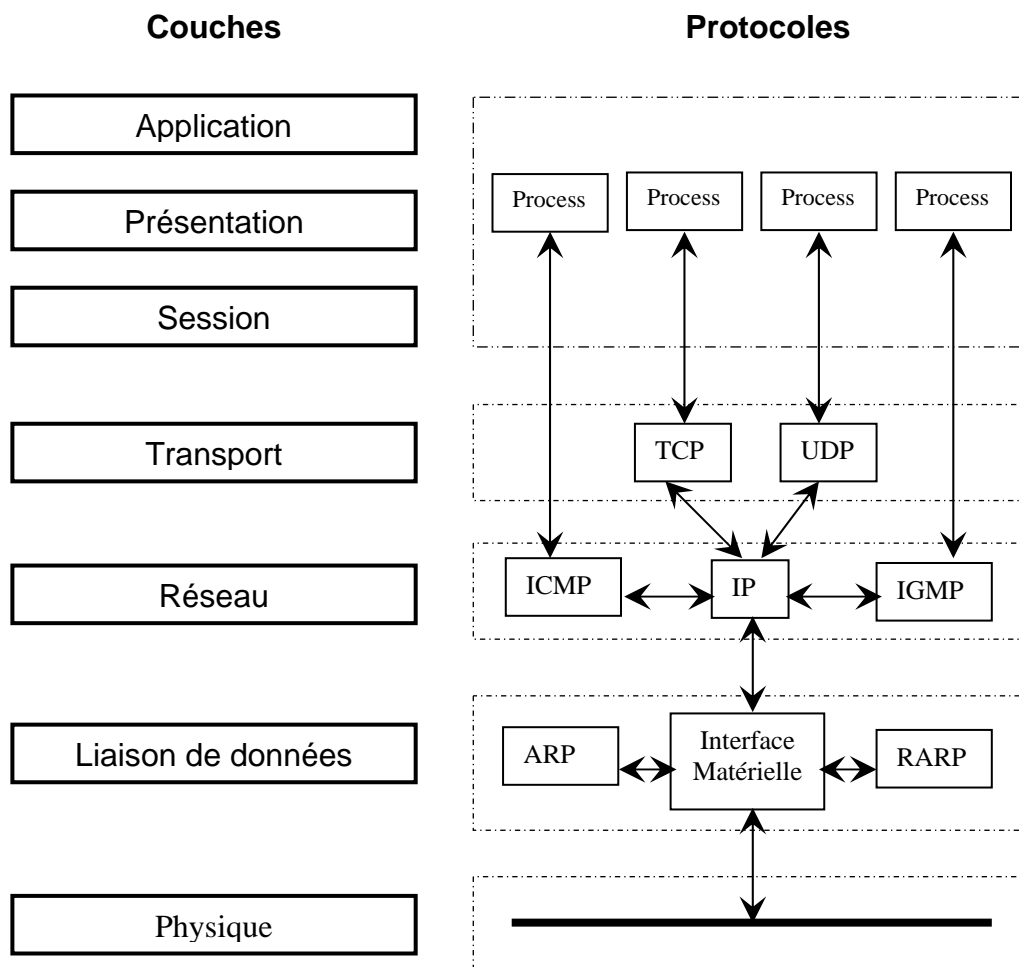 Couches
Protocoles
Application
Process
Process
Process
Process
Présentation
Session
Transport
TCP
UDP
Réseau
ICMP
IP
IGMP
Liaison de données
ARP
Interface
Matérielle
RARP
Physique